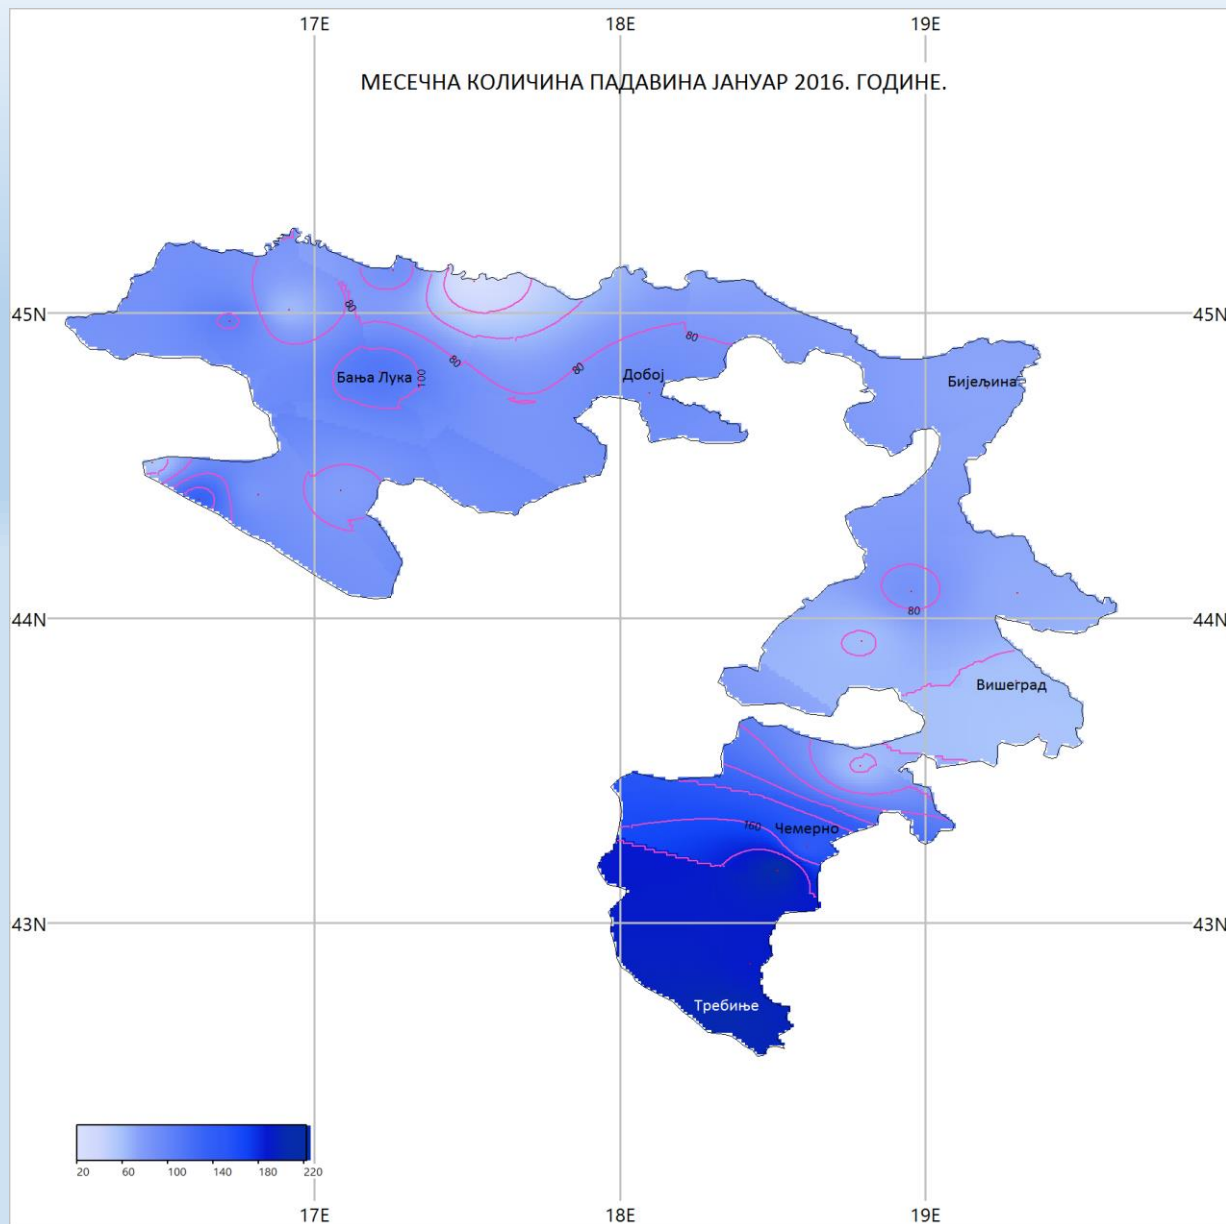 17E 18E 19E
МЕСЕЧНА КОЛИЧИНА ПАДАВИНА ЈАНУАР 2016. ГОДИНЕ.
80
45N 45N
80
80
80
Бања Лука 100 Добој Бијељина
80
44N 44N
Вишеград
160 Чемерно
43N 43N
Требиње
20 60 100 140 180 220
17E 18E 19E